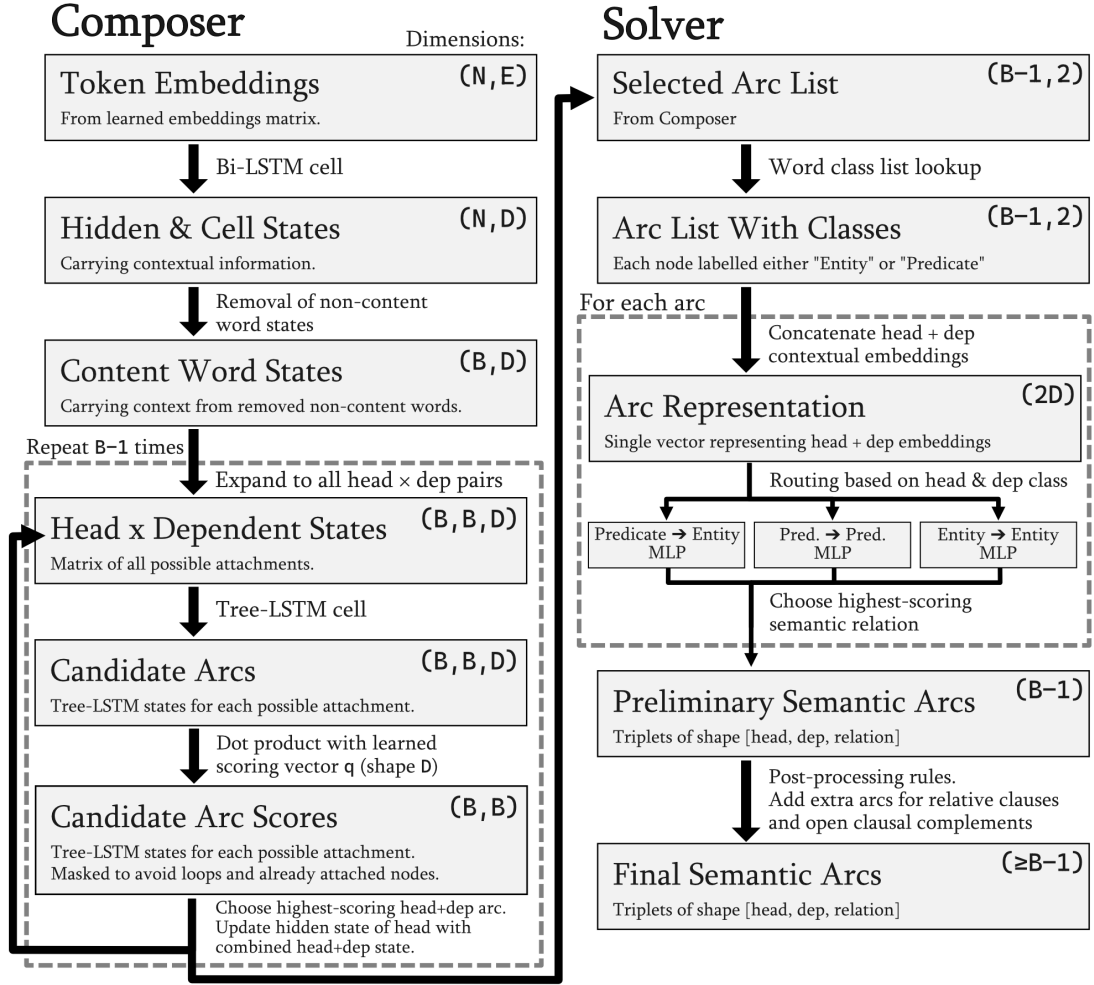 Composer
Dimensions:
Token Embeddings
(N,E)
From learned embeddings matrix.
Bi-LSTM cell
Hidden & Cell States
(N,D)
Carrying contextual information.
Removal of non-content
word states
Content Word States
(B,D)
Carrying context from removed non-content words.
Repeat B−1 times
Expand to all head × dep pairs
Head x Dependent States
(B,B,D)
Matrix of all possible attachments.
Tree-LSTM cell
Candidate Arcs
(B,B,D)
Tree-LSTM states for each possible attachment.
Dot product with learned
scoring vector q (shape D)
Candidate Arc Scores
(B,B)
Tree-LSTM states for each possible attachment.
Masked to avoid loops and already attached nodes.
Choose highest-scoring head+dep arc.
Update hidden state of head with
combined head+dep state.
Solver
Selected Arc List
(B−1,2)
From Composer
Word class list lookup
Arc List With Classes
(B−1,2)
Each node labelled either "Entity" or "Predicate"
For each arc
Concatenate head + dep
contextual embeddings
Arc Representation
(2D)
Single vector representing head + dep embeddings
Routing based on head & dep class
Predicate ➔ Entity
MLP
Pred. ➔ Pred.
MLP
Entity ➔ Entity
MLP
Choose highest-scoring
semantic relation
Preliminary Semantic Arcs
(B−1)
Triplets of shape [head, dep, relation]
Post-processing rules.
Add extra arcs for relative clauses
and open clausal complements
Final Semantic Arcs
(≥B−1)
Triplets of shape [head, dep, relation]